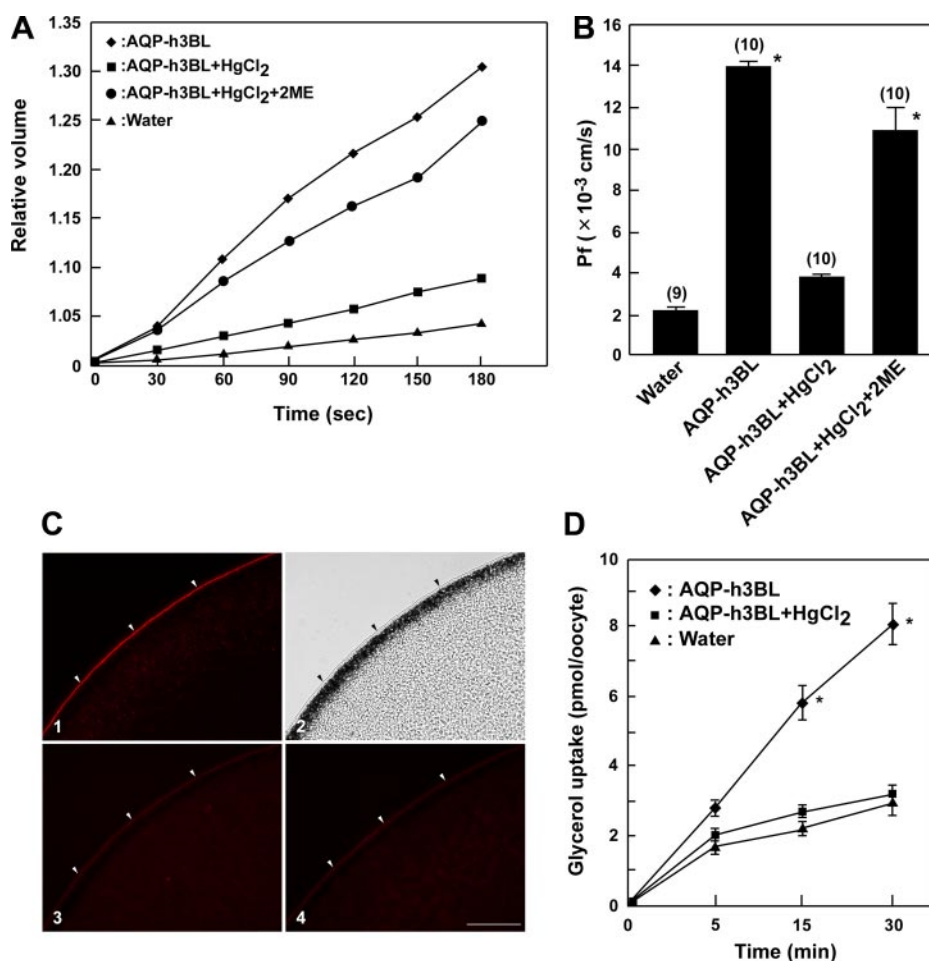 A
1.35
1.30
1.25
1.20
1.15
1.10
1.05
0
Relative volume
◆:AQP-h3BL
■:AQP-h3BL+HgCl2
●:AQP-h3BL+HgCl2+2ME
▲:Water
0 30 60 90 120 150 180
Time (sec)
B
16
14
12
10
8
6
4
2
0
Pf ( × 10-3 cm/s)
(9)
(10)
*
(10)
(10)
*
Water
AQP-h3BL
AQP-h3BL+HgCl2
AQP-h3BL+HgCl2+2ME
C
1
2
3
4
D
10
8
6
4
2
0
Glycerol uptake (pmol/oocyte)
◆ : AQP-h3BL
■ : AQP-h3BL+HgCl2
▲ : Water
*
*
0 5 15 30
Time (min)